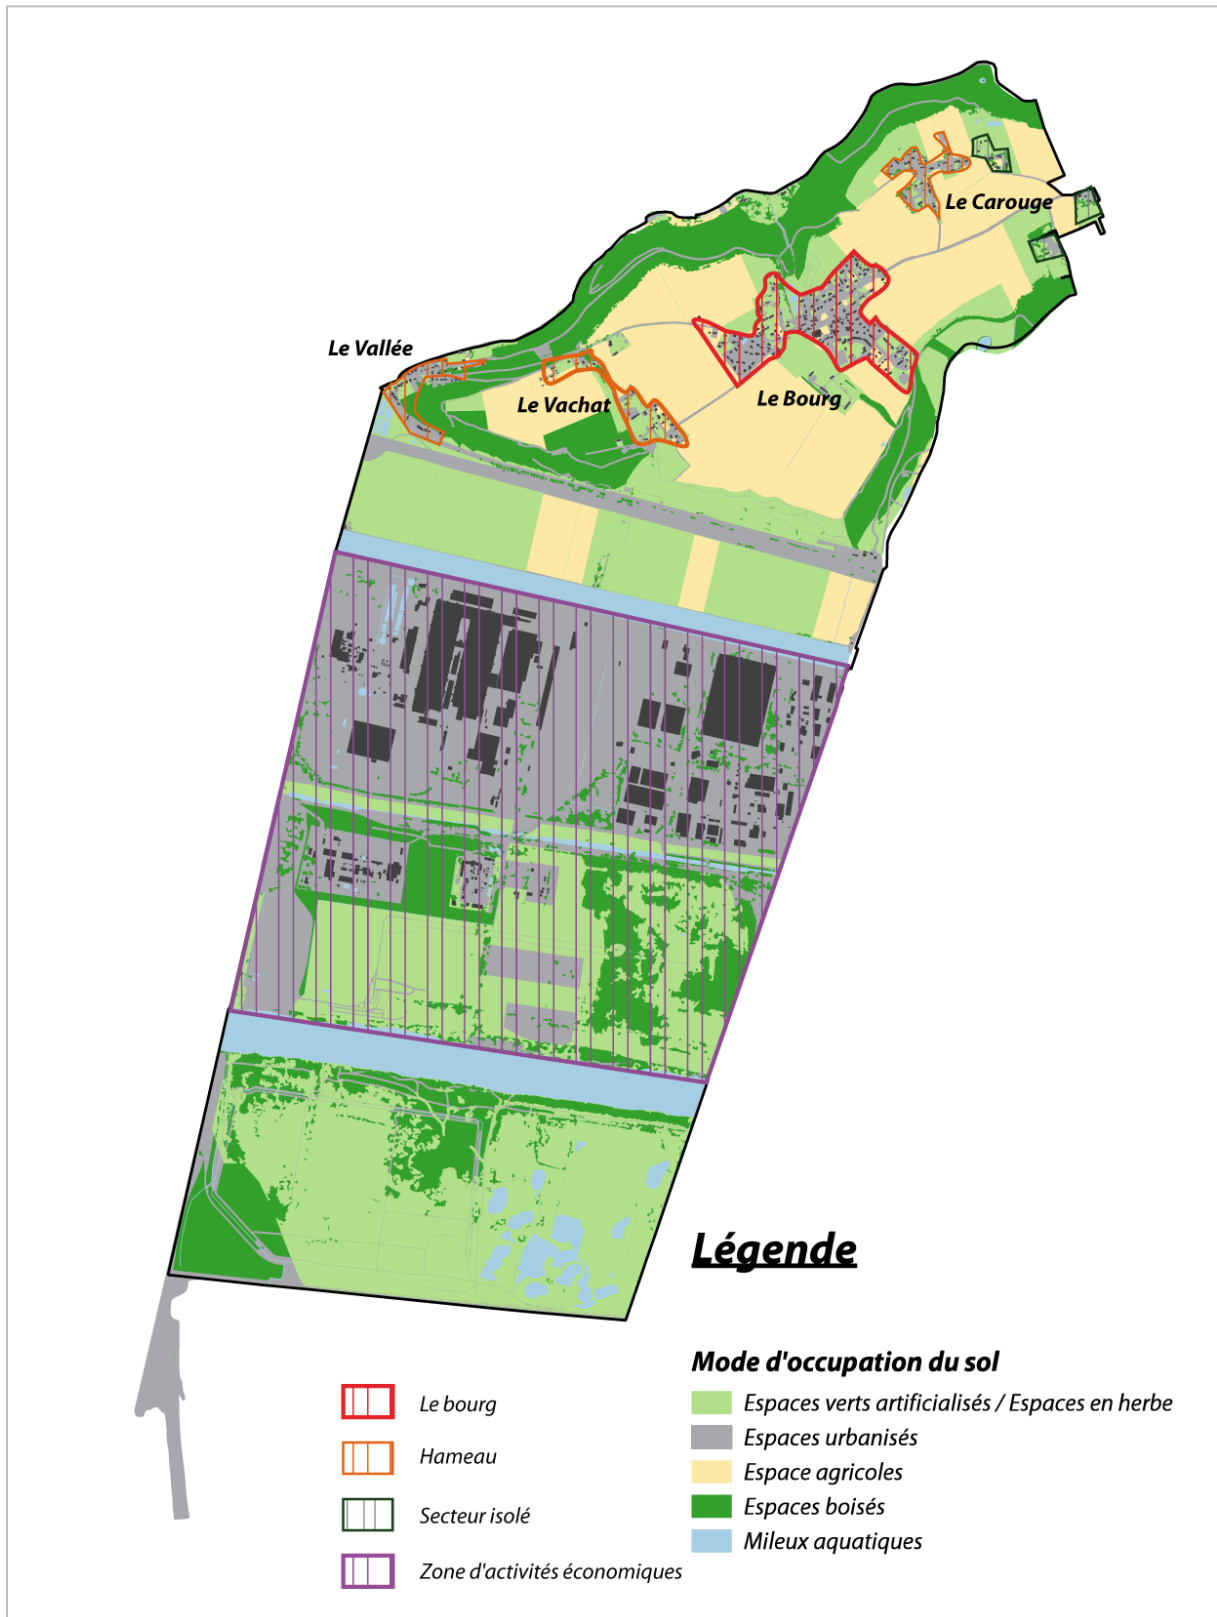 Le Carouge
Le Vallée
Le Vachat
Le Bourg
Légende
Mode d'occupation du sol
Espaces verts artificialisés / Espaces en herbe
Espaces urbanisés
Espace agricoles
Espaces boisés
Mileux aquatiques
Le bourg
Hameau
Secteur isolé
Zone d'activités économiques